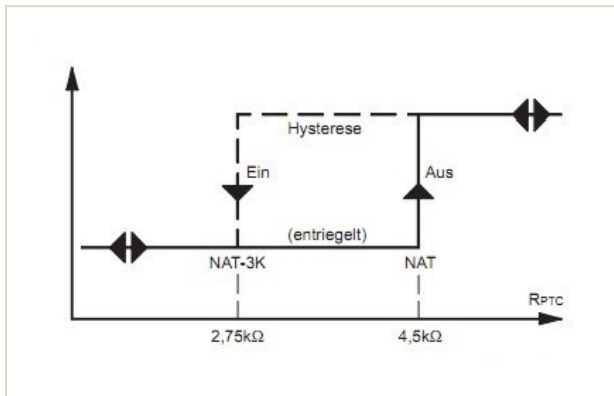 Hysterese
Ein
Aus
(entriegelt)
NAT-3K
NAT
RPTC
2,75kΩ
4,5kΩ